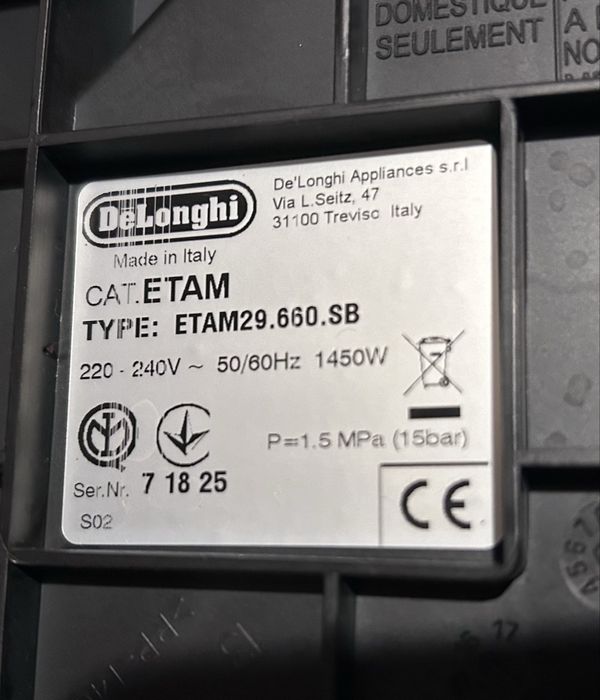 DOMESTIQUE
SEULEMENT
A
NO
DeLonghi
De'Longhi Appliances s.r.l
Via L.Seitz, 47
31100 Treviso Italy
Made in Italy
CAT.ETAM
TYPE: ETAM29.660.SB
220 - 240V ~ 50/60Hz 1450W
P=1.5 MPa (15bar)
Ser.Nr. 7 18 25
S02
CE